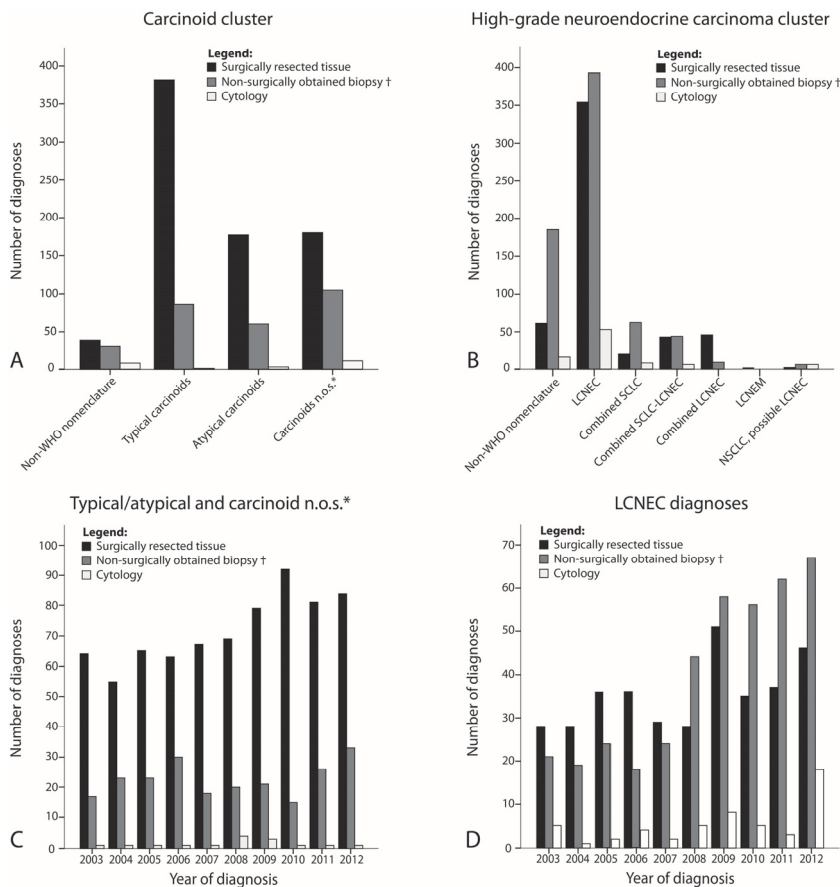 Carcinoid cluster
Legend:
Surgically resected tissue
Non-surgically obtained biopsy †
Cytology
Number of diagnoses
400
350
300
250
200
150
100
50
0
A
Non-WHO nomenclature
Typical carcinoids
Atypical carcinoids
Carcinoids n.o.s.*
High-grade neuroendocrine carcinoma cluster
Legend:
Surgically resected tissue
Non-surgically obtained biopsy †
Cytology
Number of diagnoses
400
350
300
250
200
150
100
50
0
B
Non-WHO nomenclature
LCNEC
Combined SCLC
Combined SCLC-LCNEC
Combined LCNEC
LCNEM
NSCLC, possible LCNEC
Typical/atypical and carcinoid n.o.s.*
Legend:
Surgically resected tissue
Non-surgically obtained biopsy †
Cytology
Number of diagnoses
100
90
80
70
60
50
40
30
20
10
0
C
2003 2004 2005 2006 2007 2008 2009 2010 2011 2012
Year of diagnosis
LCNEC diagnoses
Legend:
Surgically resected tissue
Non-surgically obtained biopsy †
Cytology
Number of diagnoses
70
60
50
40
30
20
10
0
D
2003 2004 2005 2006 2007 2008 2009 2010 2011 2012
Year of diagnosis